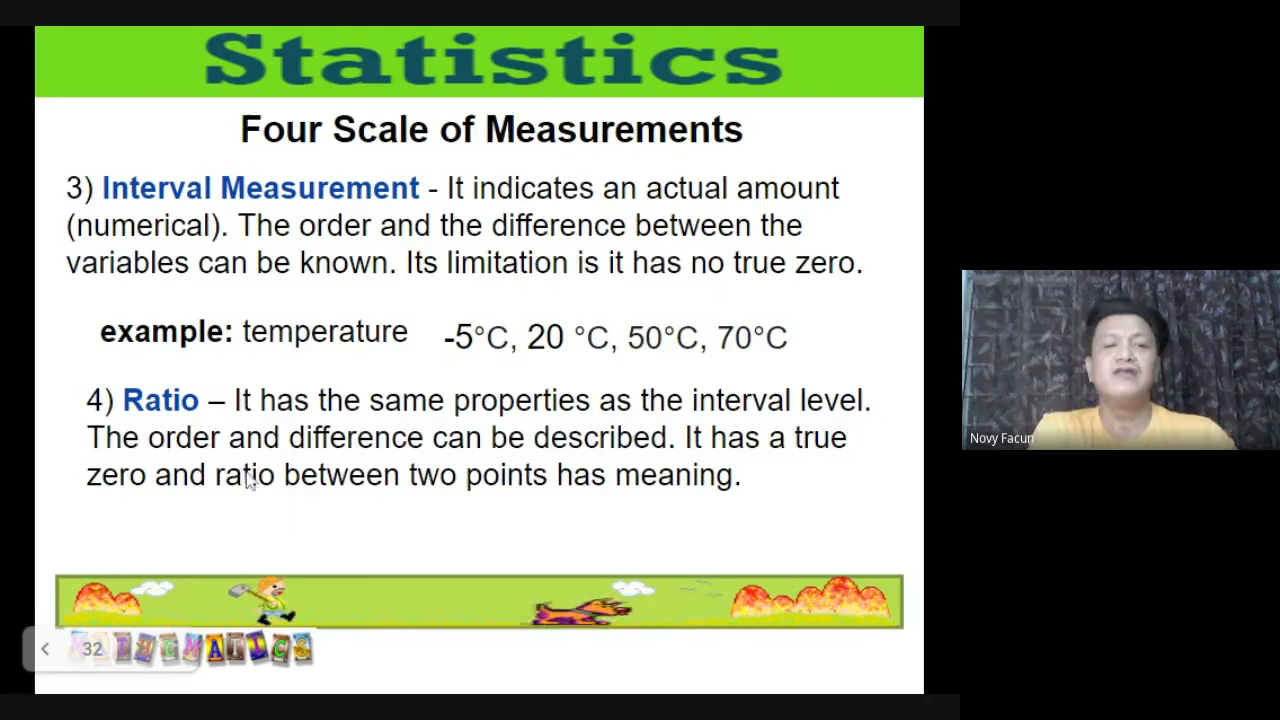 Statistics
Four Scale of Measurements
3) Interval Measurement - It indicates an actual amount
(numerical). The order and the difference between the
variables can be known. Its limitation is it has no true zero.
example: temperature -5°C, 20 °C, 50°C, 70°C
4) Ratio – It has the same properties as the interval level.
The order and difference can be described. It has a true
zero and ratio between two points has meaning.
32
MATHEMATICS
Novy Facun